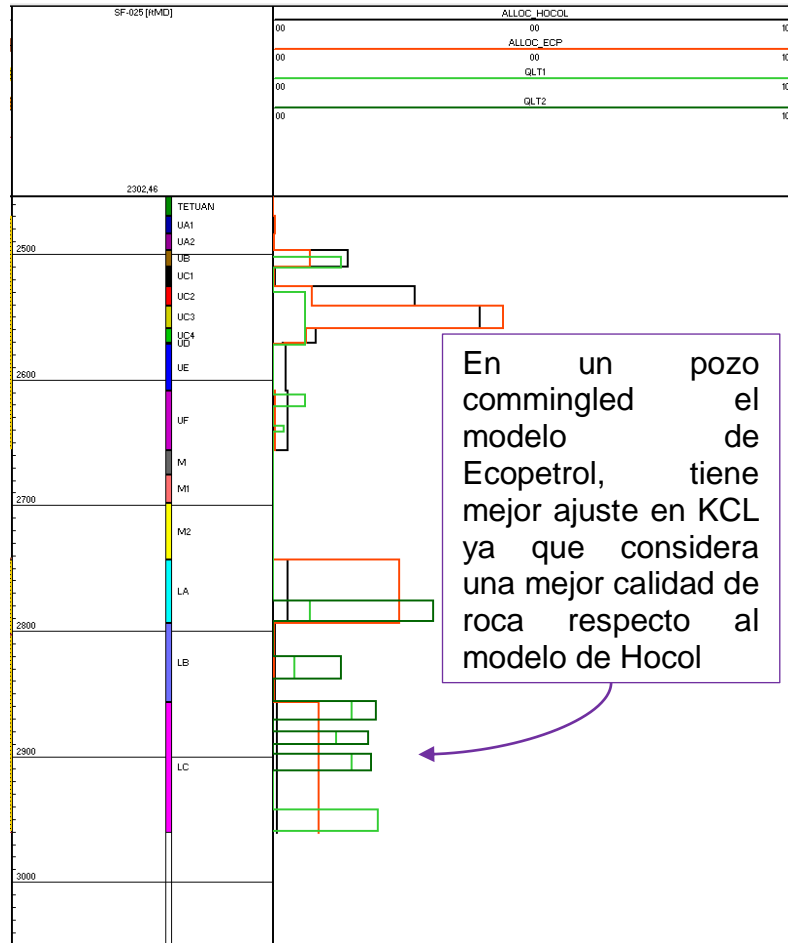 SF-025 [ftMD]
ALLOC_HOCOL
00 00 10
ALLOC_ECP
00 00 10
QLT1
00 10
QLT2
00 10
2302,46
TETUAN
UA1
UA2
2500
UB
UC1
UC2
UC3
UC4
UD
UE
2600
UF
M
M1
2700
M2
LA
2800
LB
LC
2900
3000
En un pozo
commingled el
modelo de
Ecopetrol, tiene
mejor ajuste en KCL
ya que considera
una mejor calidad de
roca respecto al
modelo de Hocol